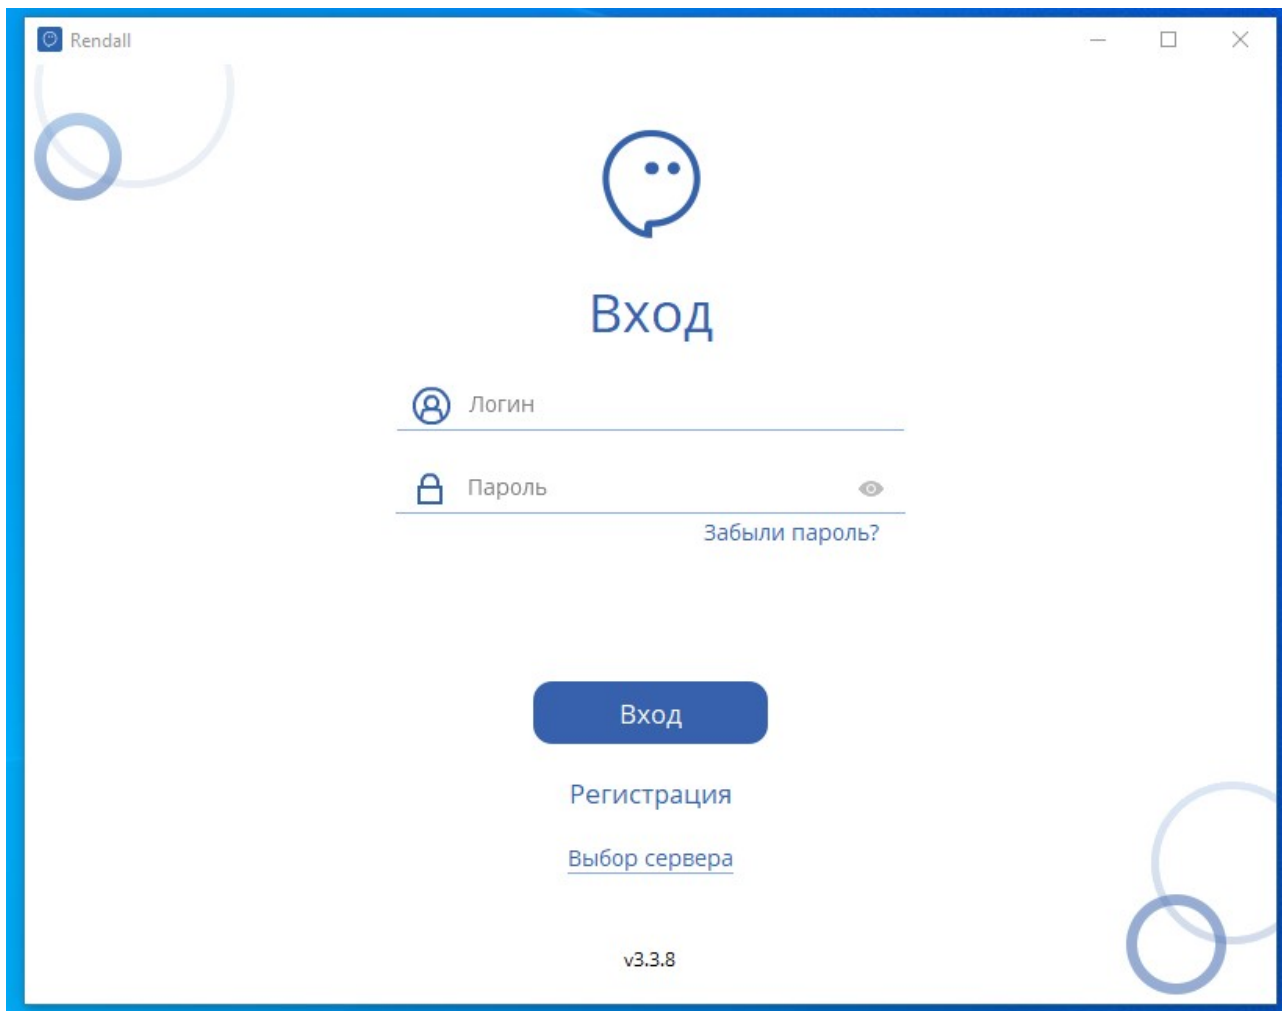 Rendall
Вход
Логин
Пароль
Забыли пароль?
Вход
Регистрация
Выбор сервера
v3.3.8